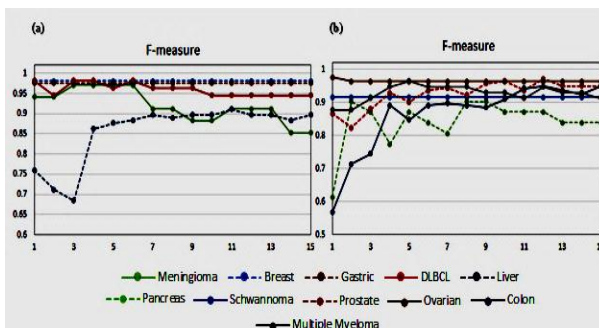 (a)
F-measure
1
0.95
0.9
0.85
0.8
0.75
0.7
0.65
0.6
1 3 5 7 9 11 13 15
(b)
F-measure
1
0.9
0.8
0.7
0.6
0.5
1 3 5 7 9 11 13
Meningioma Breast Gastric DLBCL Liver
Pancreas Schwannoma Prostate Ovarian Colon
Multiple Myeloma